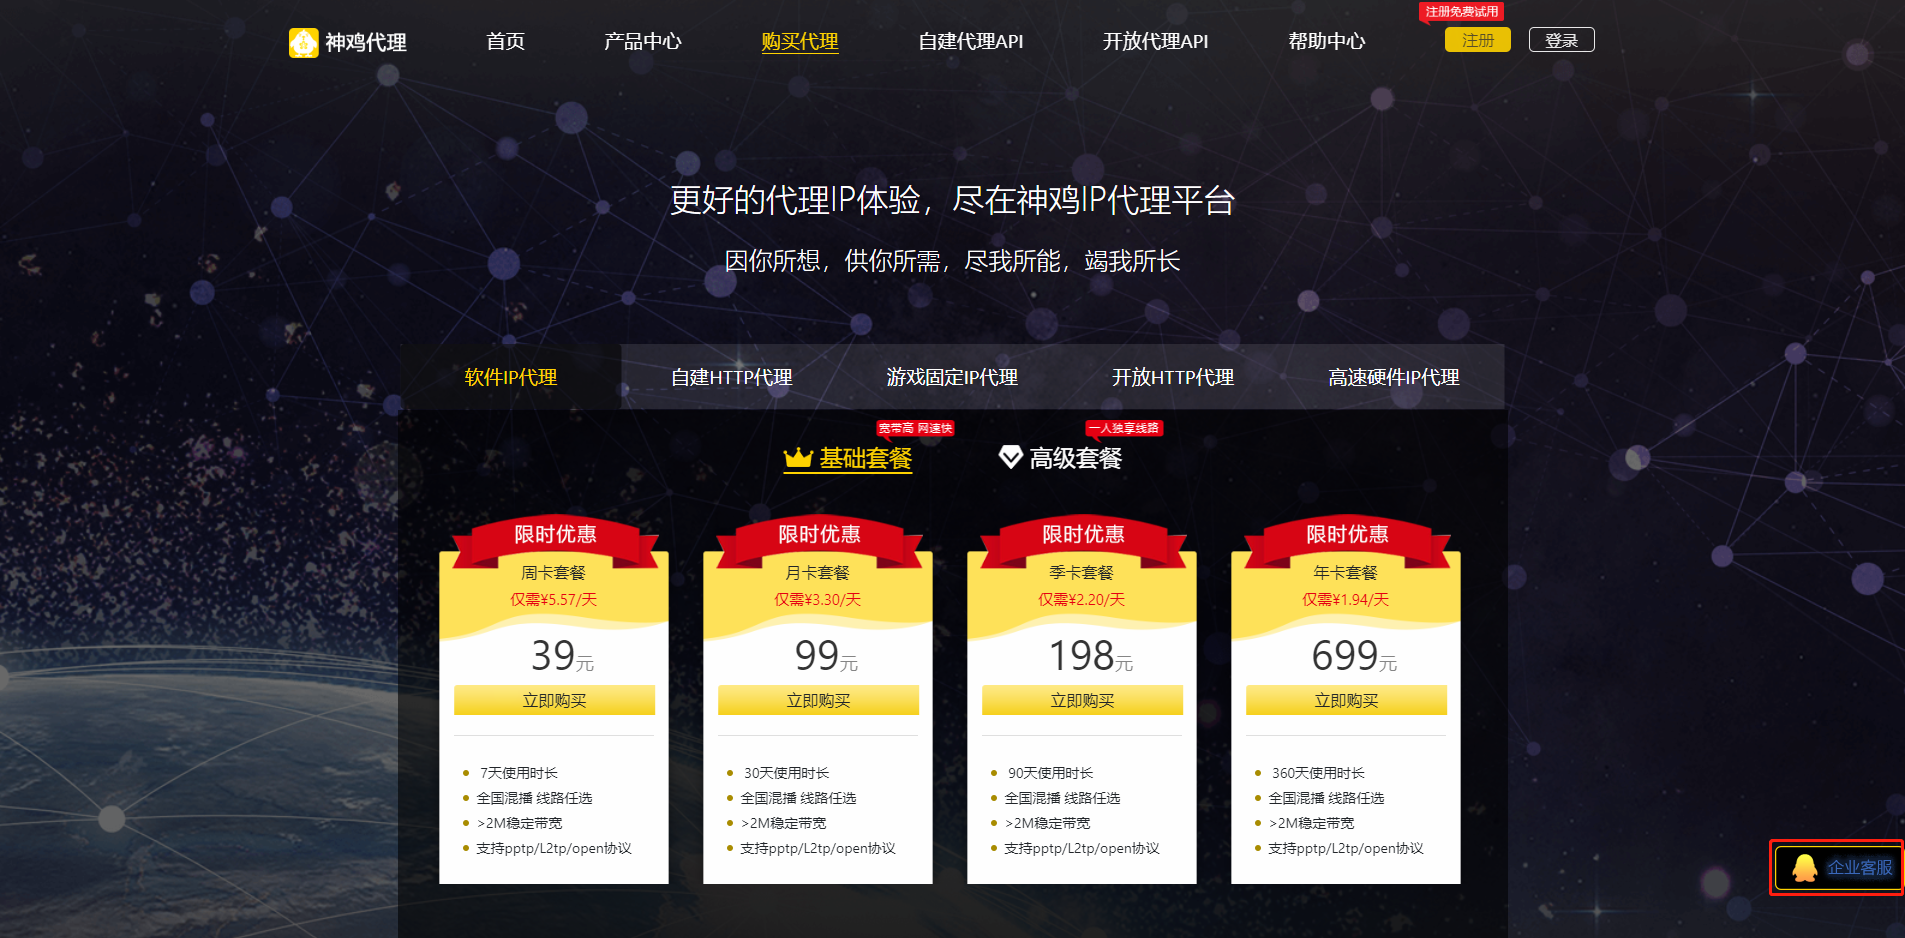 注册免费试用
神鸡代理
首页
产品中心
购买代理
自建代理API
开放代理API
帮助中心
注册
登录
更好的代理IP体验，尽在神鸡IP代理平台
因你所想，供你所需，尽我所能，竭我所长
软件IP代理
自建HTTP代理
游戏固定IP代理
开放HTTP代理
高速硬件IP代理
宽带高 网速快
基础套餐
一人独享线路
高级套餐
限时优惠
周卡套餐
仅需¥5.57/天
39元
立即购买
7天使用时长
全国混播 线路任选
>2M稳定带宽
支持pptp/L2tp/open协议
限时优惠
月卡套餐
仅需¥3.30/天
99元
立即购买
30天使用时长
全国混播 线路任选
>2M稳定带宽
支持pptp/L2tp/open协议
限时优惠
季卡套餐
仅需¥2.20/天
198元
立即购买
90天使用时长
全国混播 线路任选
>2M稳定带宽
支持pptp/L2tp/open协议
限时优惠
年卡套餐
仅需¥1.94/天
699元
立即购买
360天使用时长
全国混播 线路任选
>2M稳定带宽
支持pptp/L2tp/open协议
企业客服